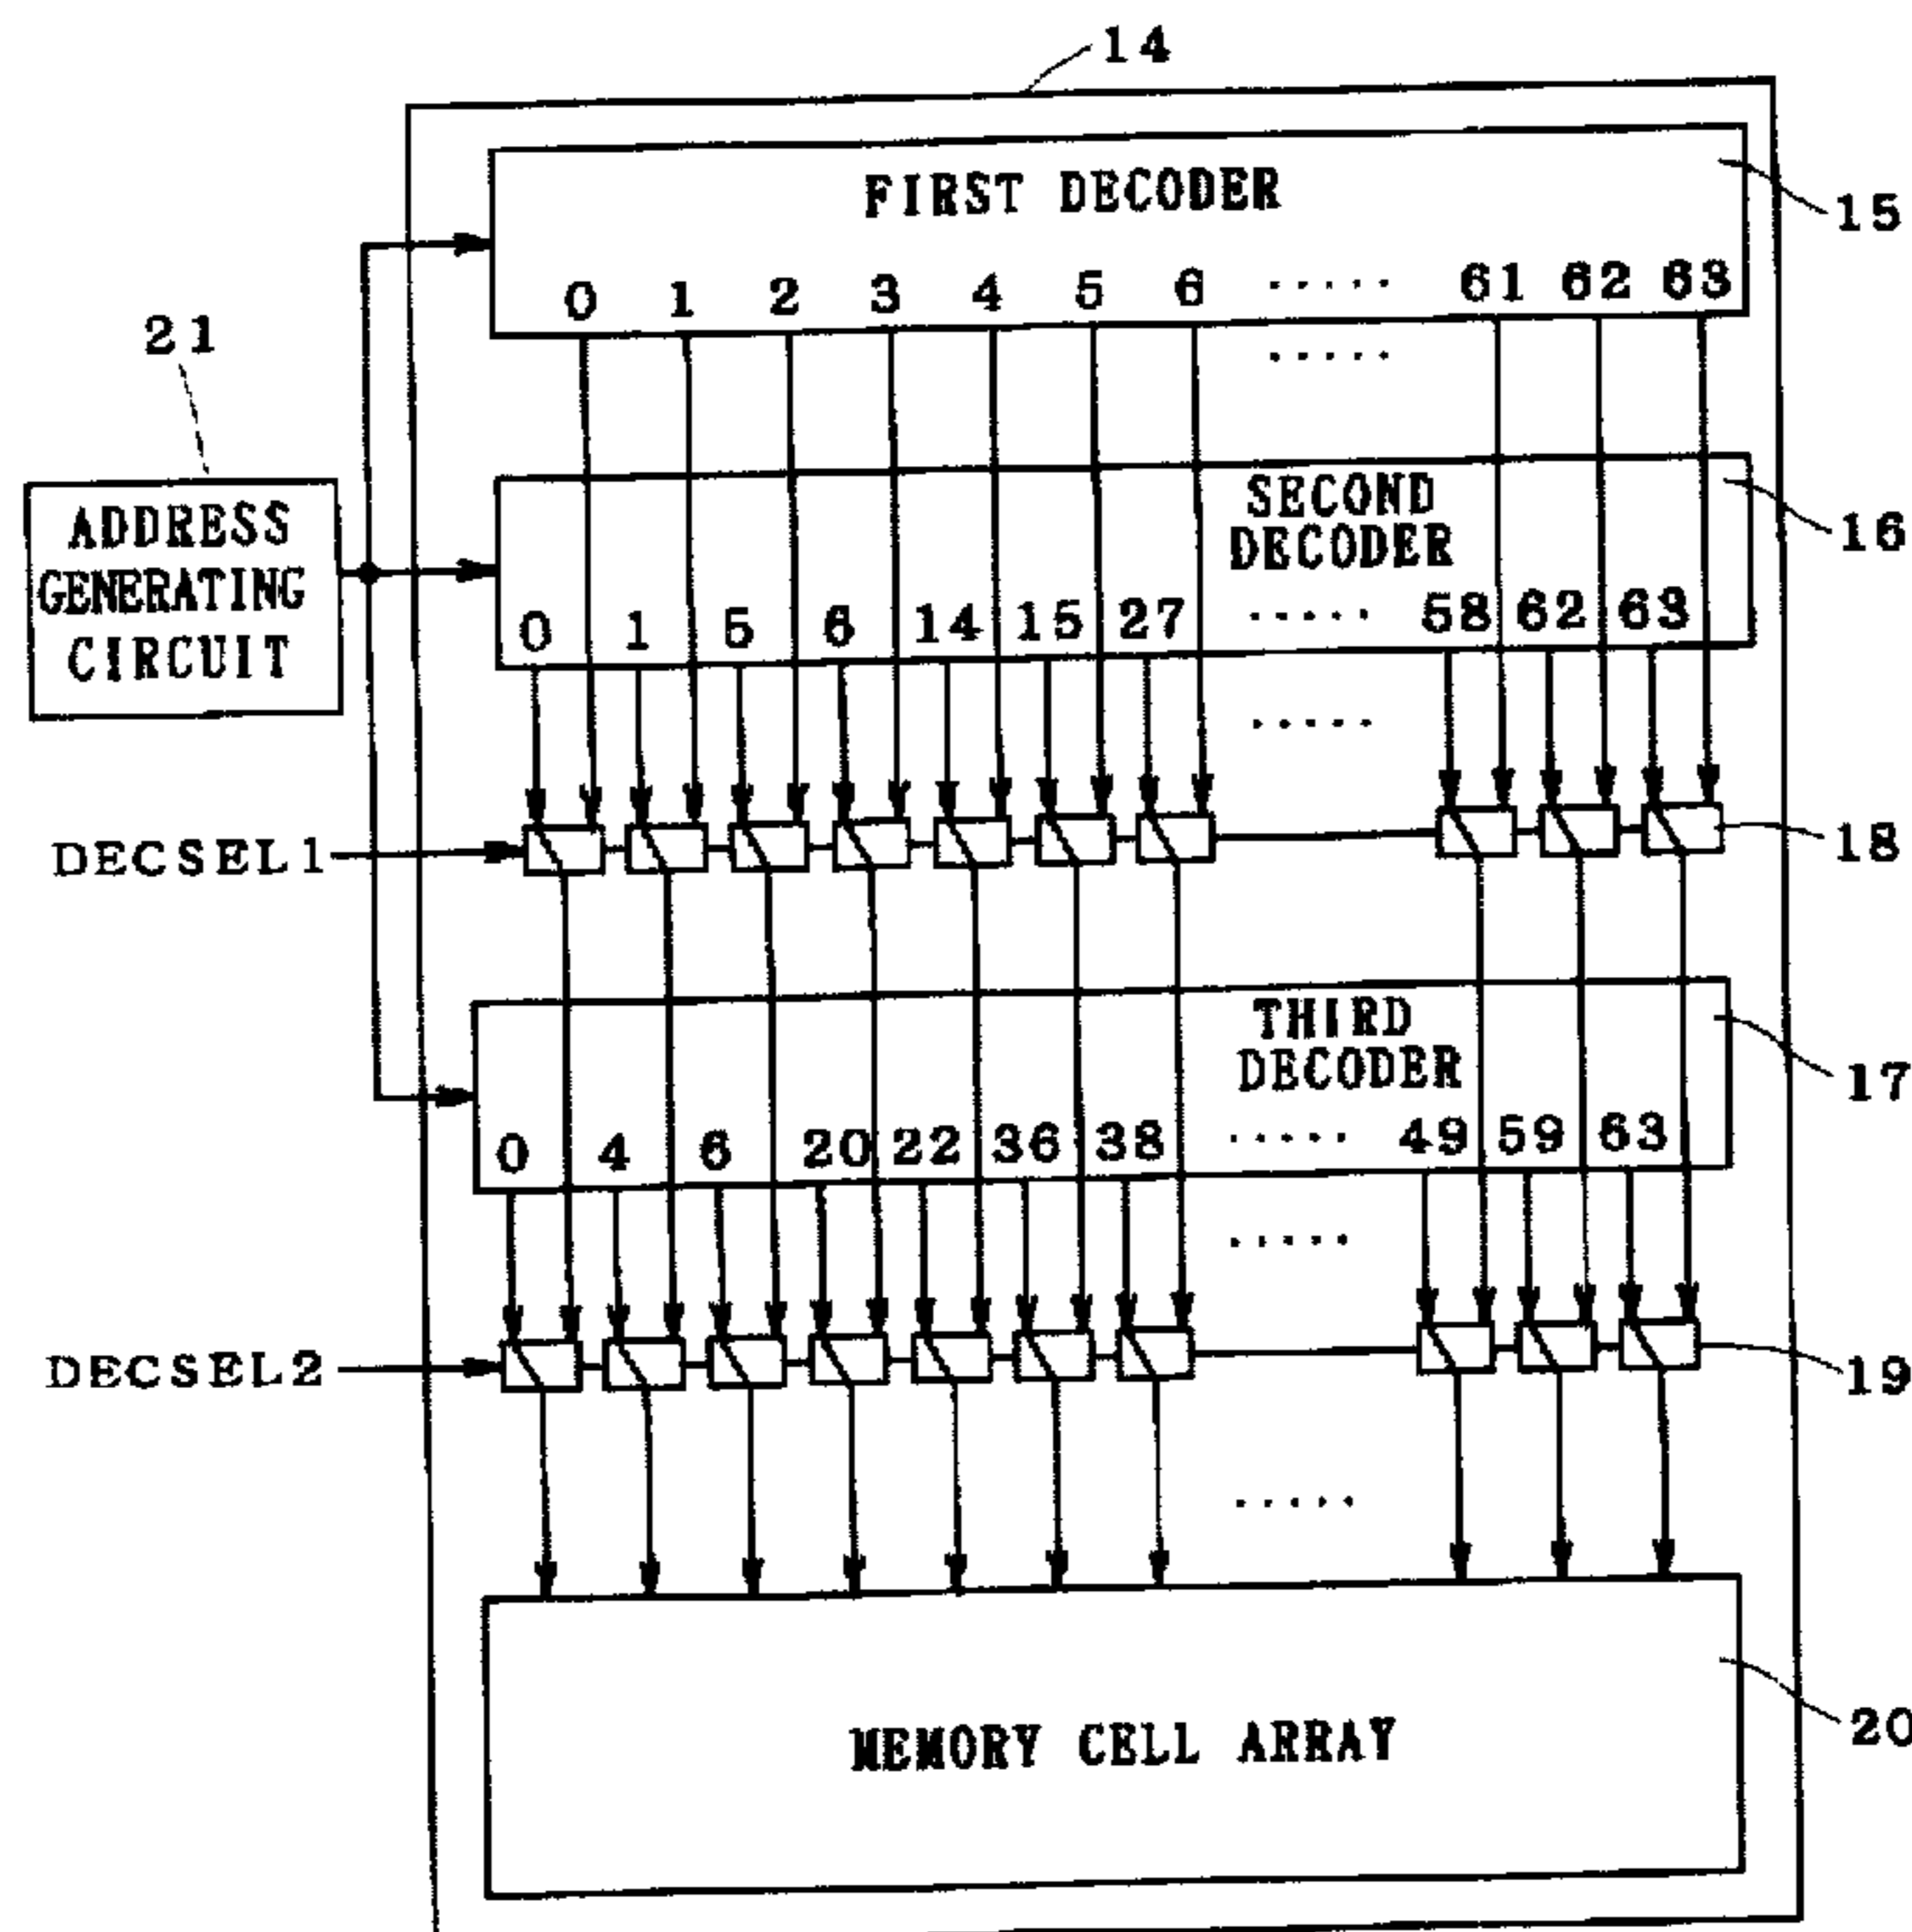 14
FIRST DECODER
15
0 1 2 3 4 5 6 ····· 61 62 63
·····
21
ADDRESS
GENERATING
CIRCUIT
SECOND
DECODER
16
0 1 5 6 14 15 27 ····· 58 62 63
·····
DECSEL1
18
THIRD
DECODER
17
0 4 6 20 22 36 38 ····· 49 59 63
·····
DECSEL2
19
·····
MEMORY CELL ARRAY
20